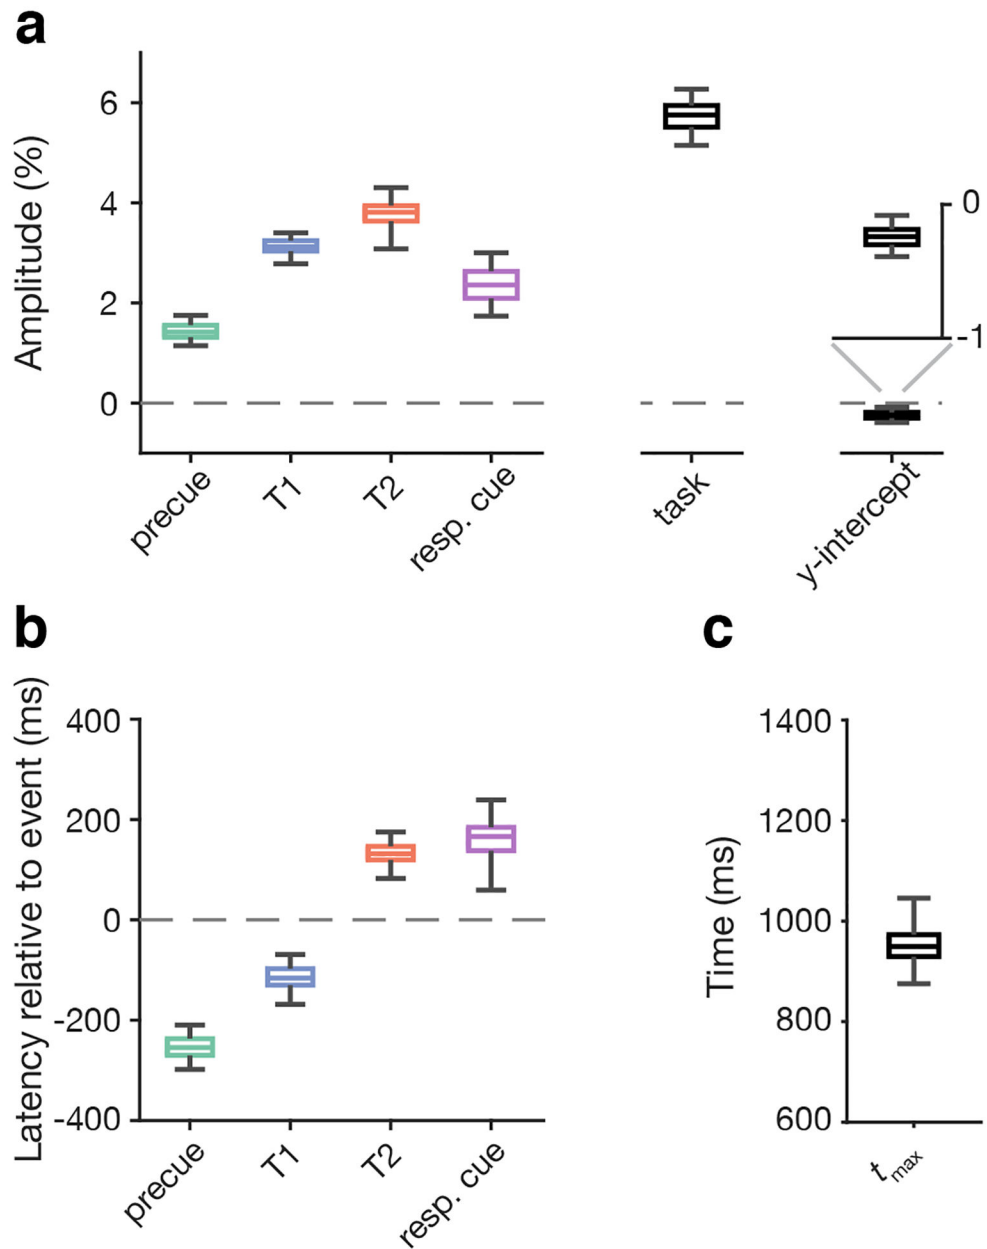 a
Amplitude (%)
6
4
2
0
0
-1
precue
T1
T2
resp. cue
task
y-intercept
b
Latency relative to event (ms)
400
200
0
-200
-400
precue
T1
T2
resp. cue
c
Time (ms)
1400
1200
1000
800
600
tmax